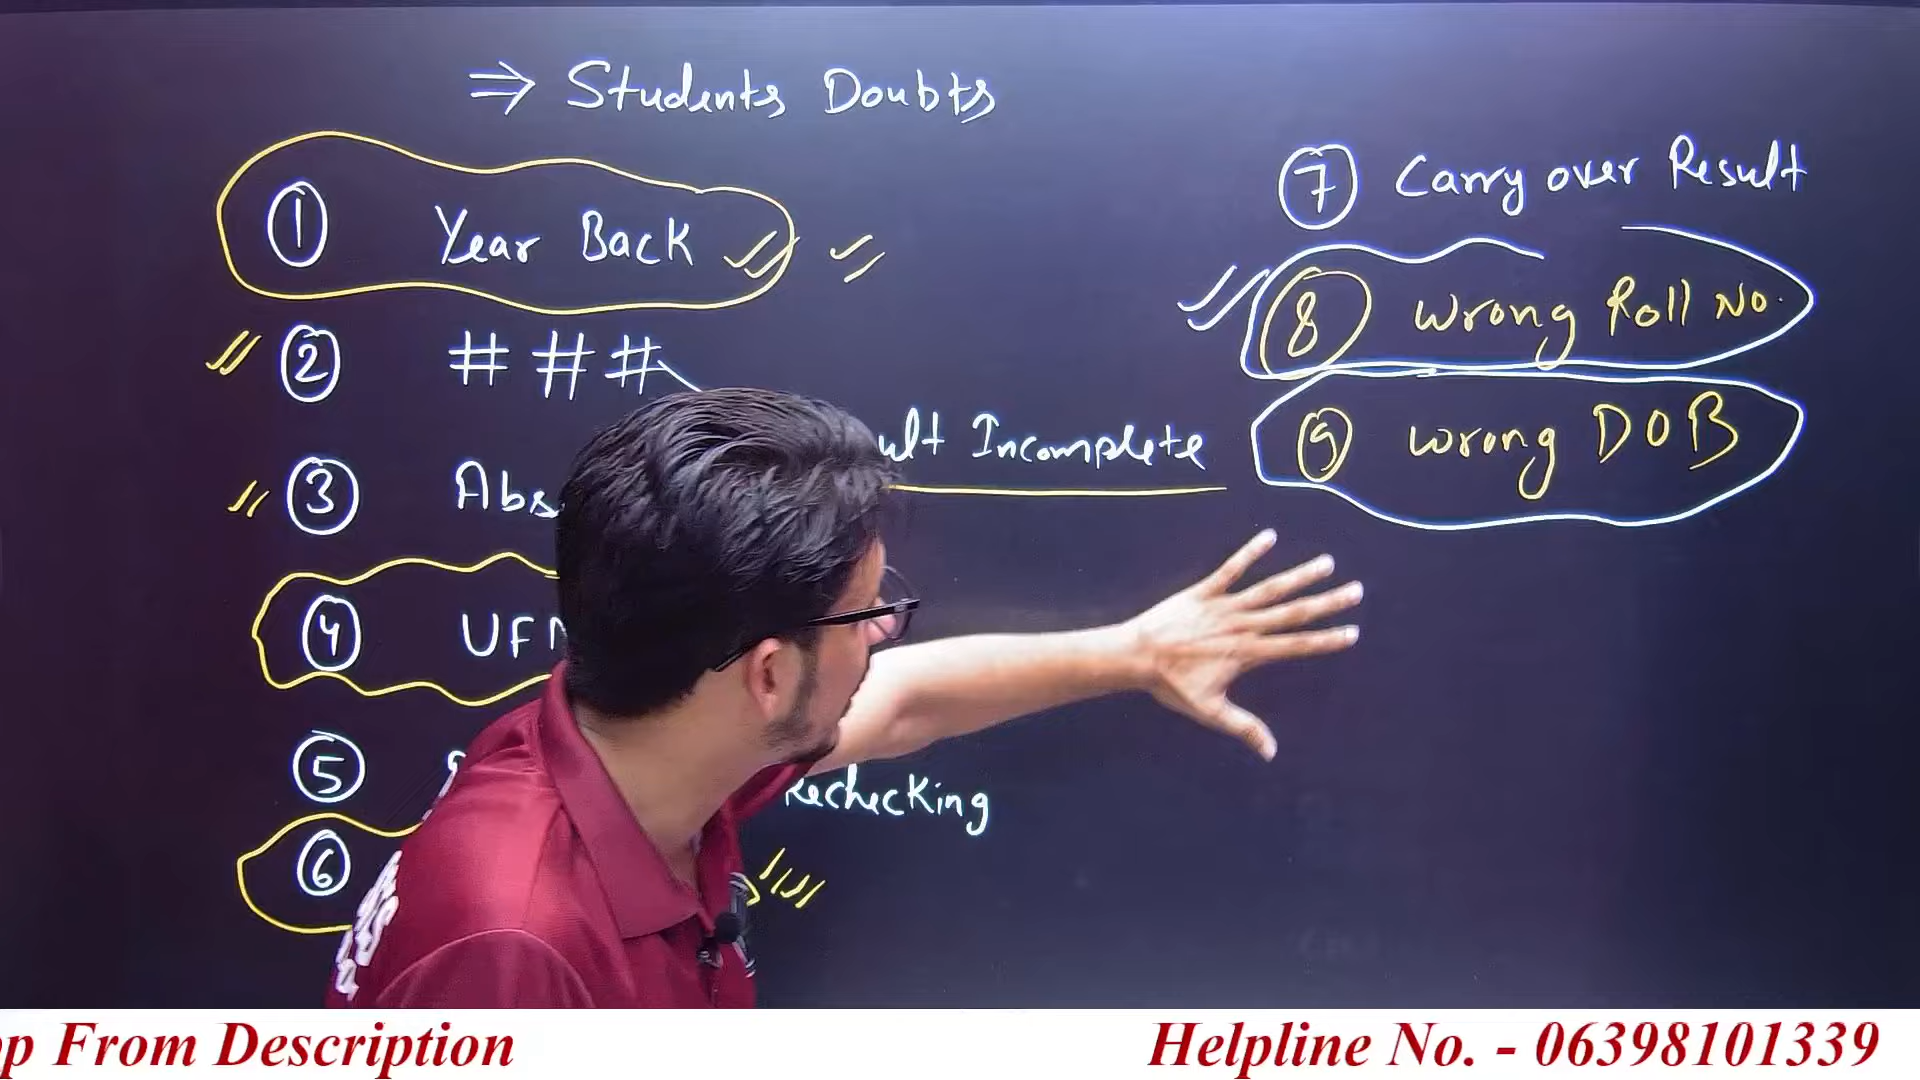 ⇒ Students Doubts
① Year Back
② # # #
ult Incomplete
③ Abs
④ UFM
⑤
Rechecking
⑥
⑦ Carry over Result
⑧ Wrong Roll No.
⑨ Wrong DOB
p From Description
Helpline No. - 06398101339